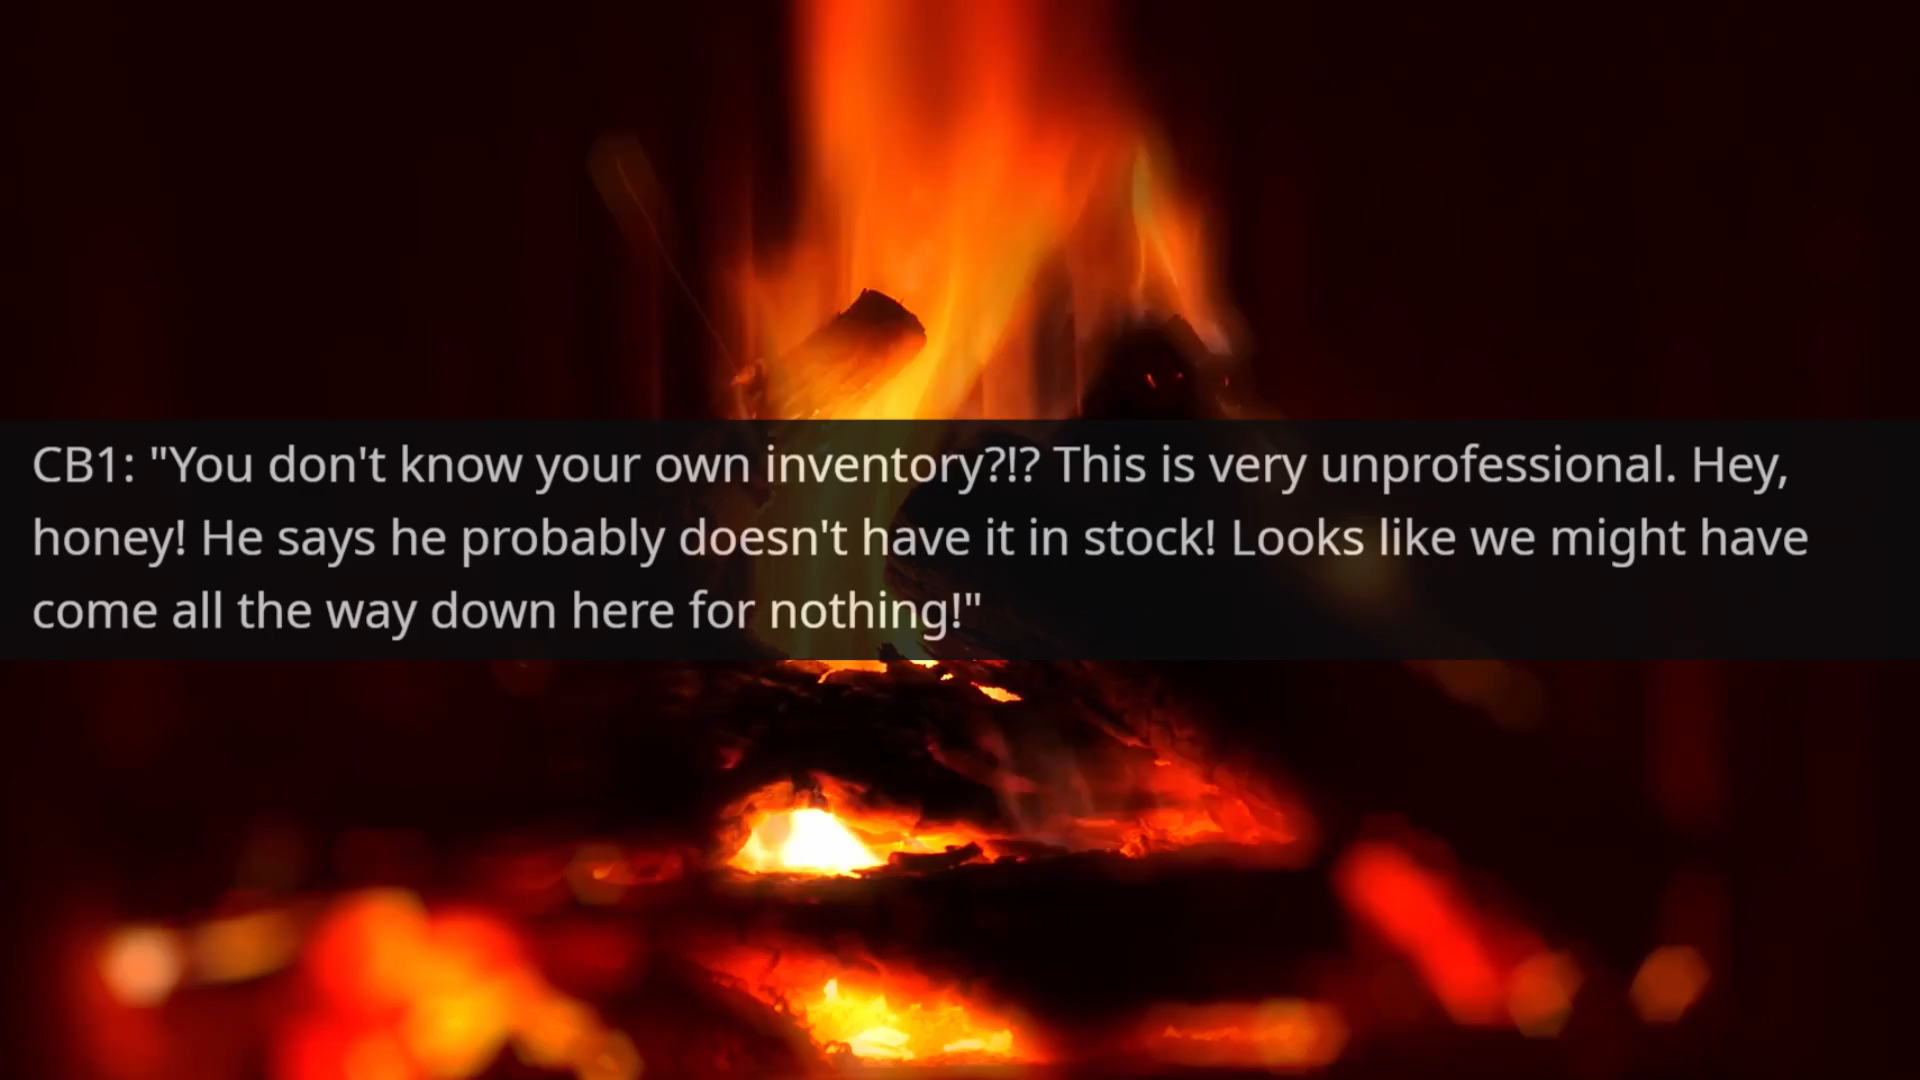 CB1: "You don't know your own inventory?!? This is very unprofessional. Hey,
honey! He says he probably doesn't have it in stock! Looks like we might have
come all the way down here for nothing!"